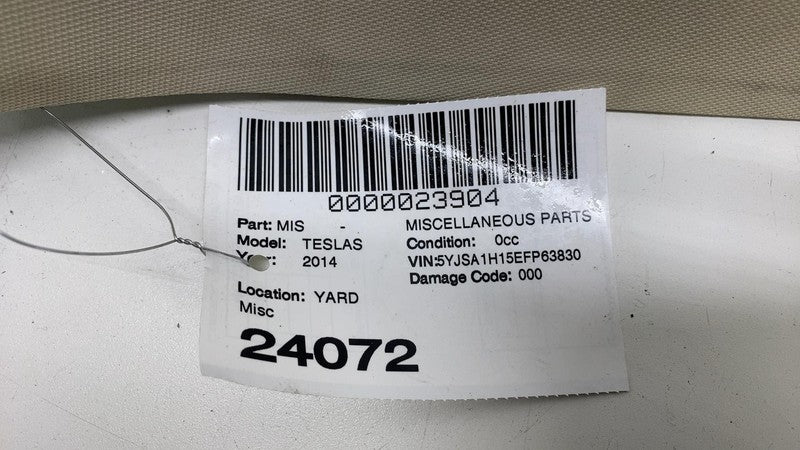 0000023904
Part: MIS - MISCELLANEOUS PARTS
Model: TESLAS Condition: 0cc
Year: 2014 VIN:5YJSA1H15EFP63830
Damage Code: 000
Location: YARD
Misc
24072